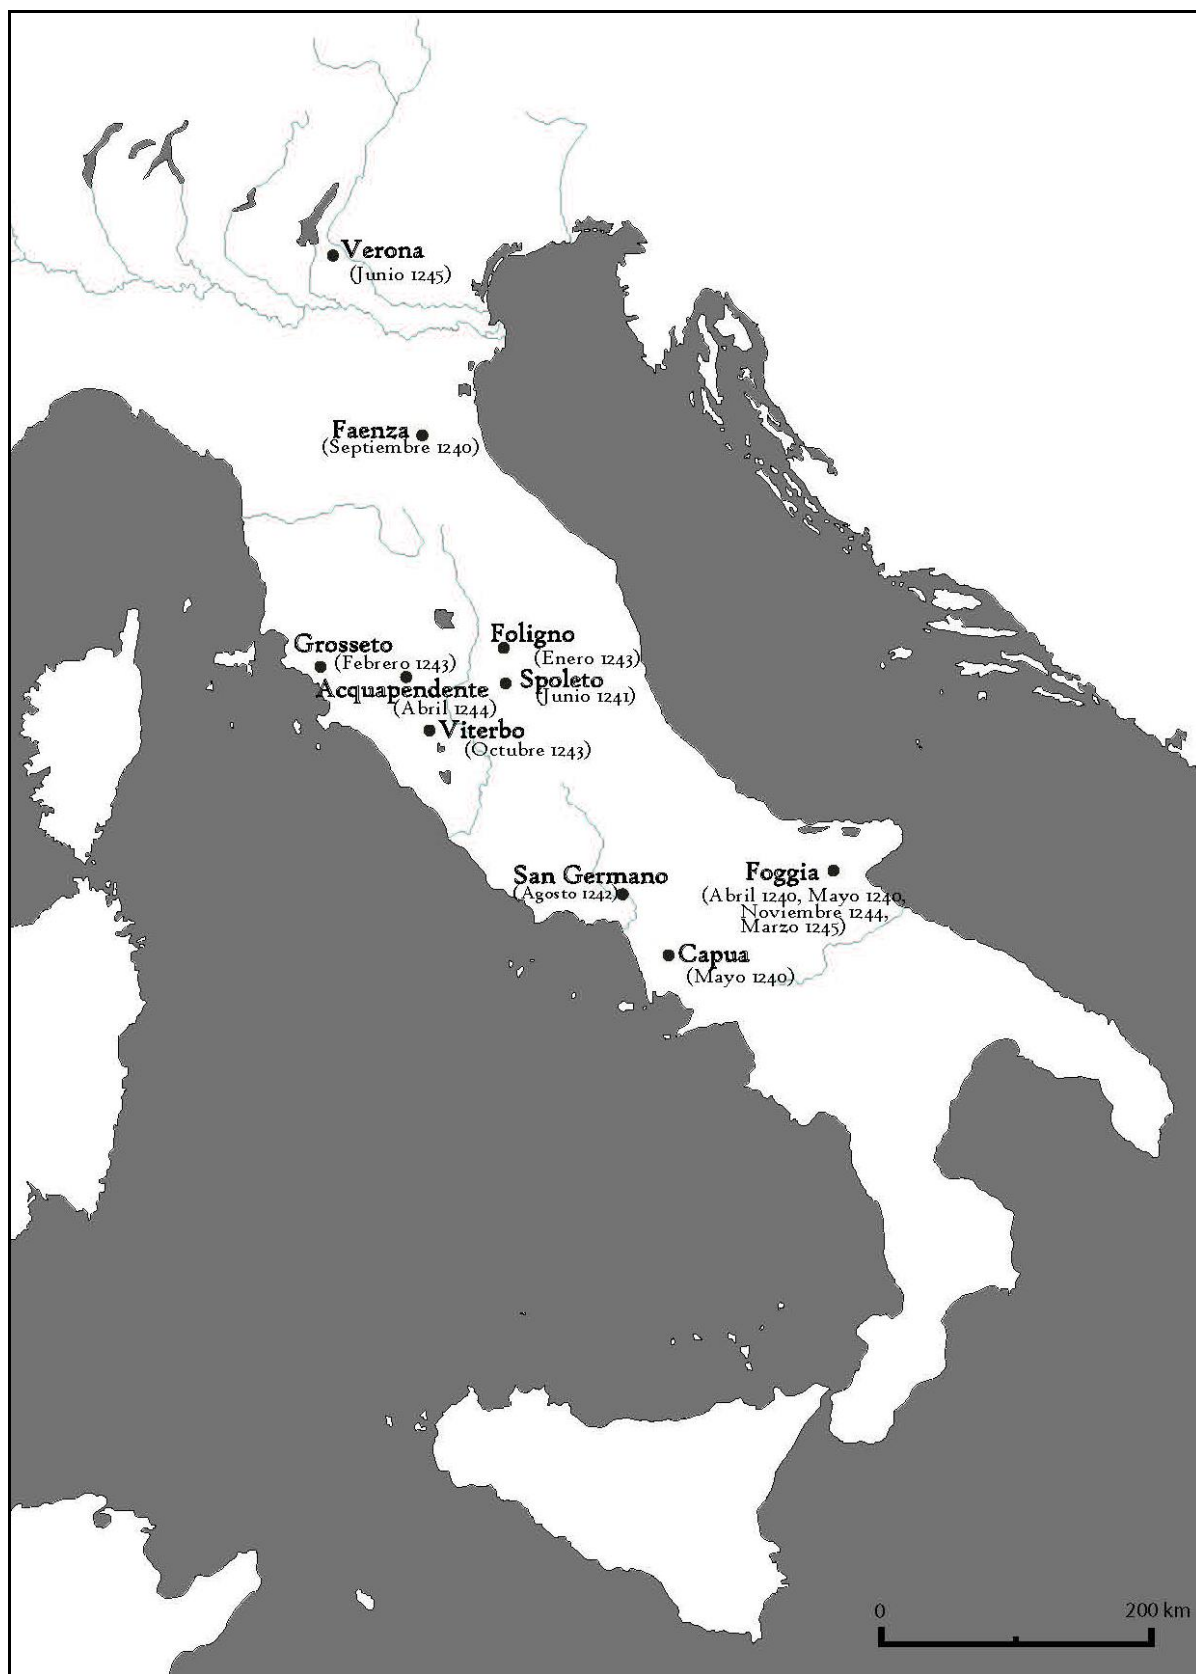 Verona
(Junio 1245)
Faenza
(Septiembre 1240)
Foligno
(Enero 1243)
Grosseto
(Febrero 1243)
Spoleto
(Junio 1241)
Acquapendente
(Abril 1244)
Viterbo
(Octubre 1243)
San Germano
(Agosto 1242)
Foggia
(Abril 1240, Mayo 1240,
Noviembre 1244,
Marzo 1245)
Capua
(Mayo 1240)
0 200 km